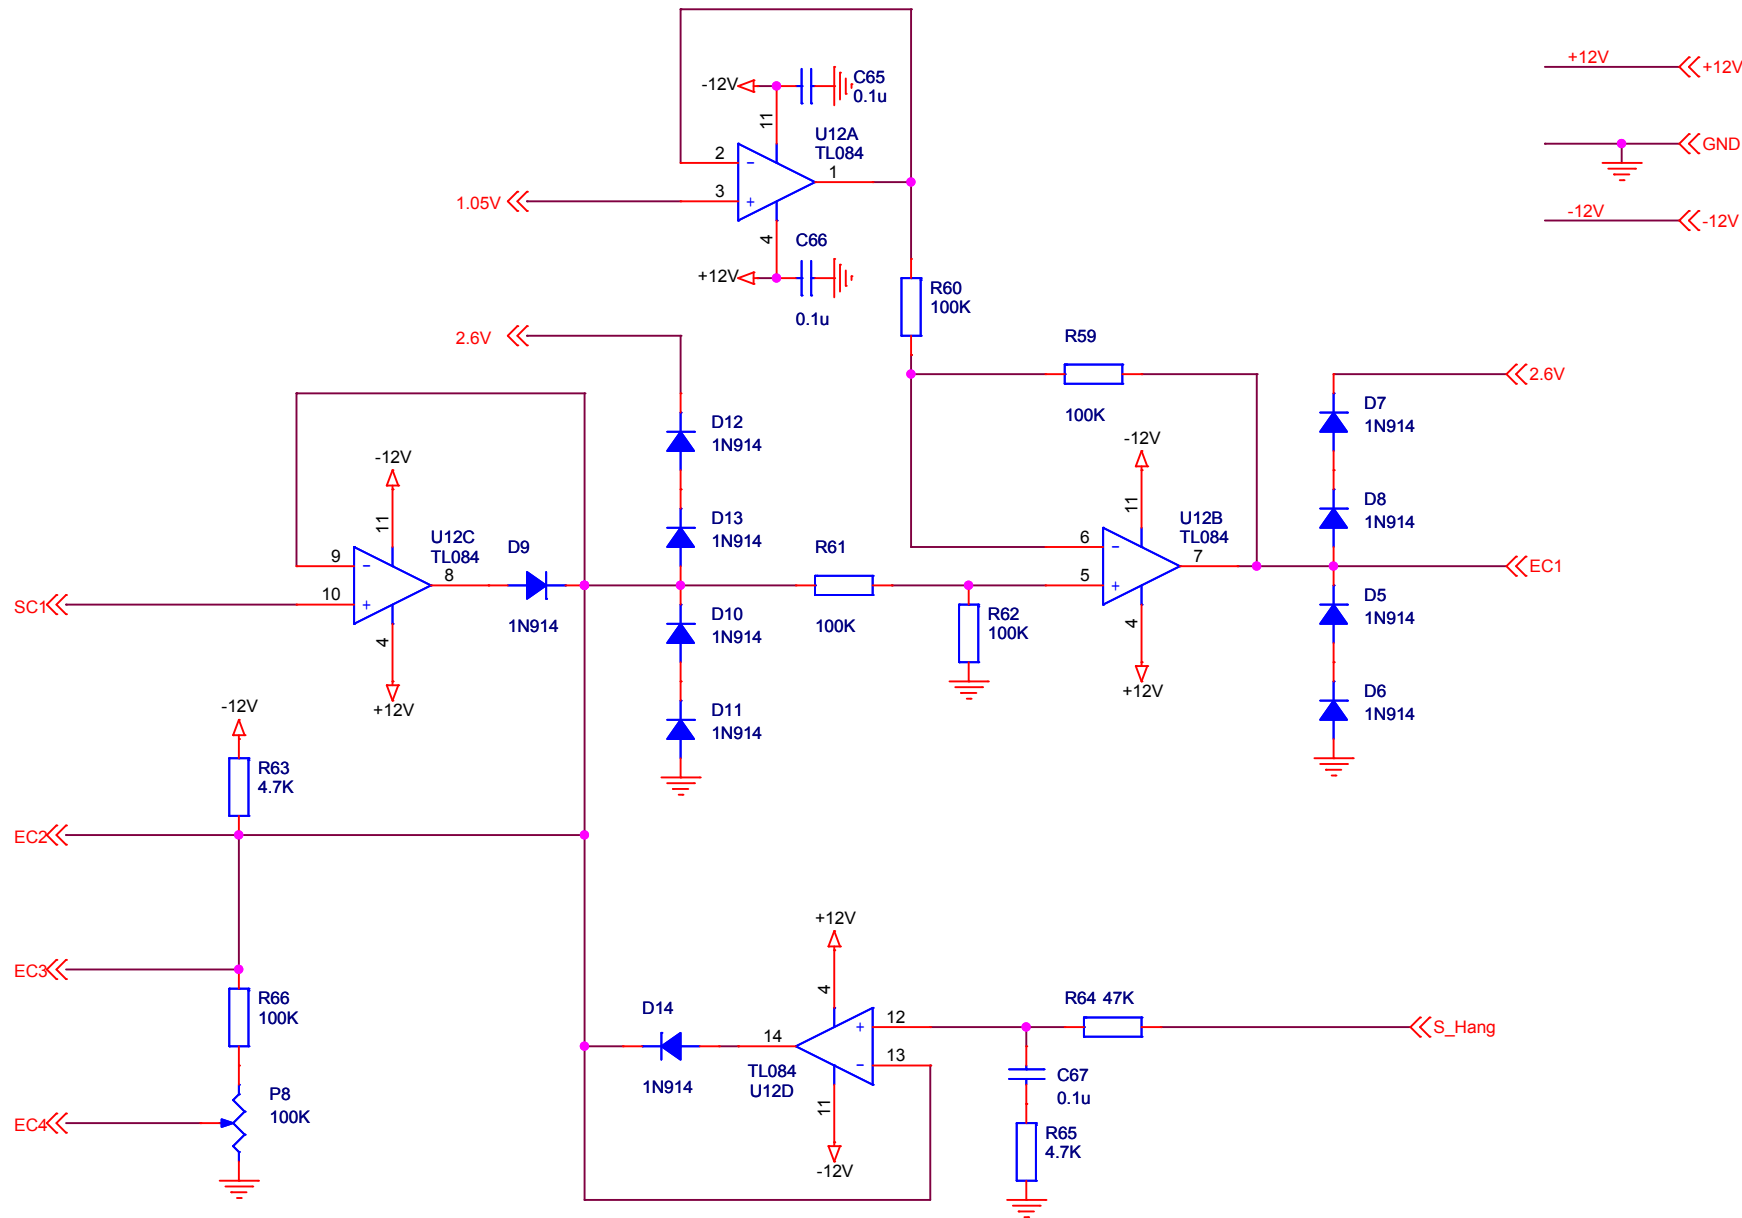 +12V
+12V
-12V
C65
0.1u
11
U12A
TL084
2
1
GND
3
1.05V
-12V
-12V
4
C66
+12V
0.1u
R60
100K
2.6V
R59
2.6V
100K
D7
1N914
D12
1N914
-12V
-12V
11
D13
1N914
U12C
TL084
D9
R61
11
U12B
TL084
D8
1N914
9
8
10
6
7
5
EC1
SC1
1N914
100K
D10
1N914
R62
100K
D5
1N914
4
4
+12V
+12V
D11
1N914
D6
1N914
-12V
R63
4.7K
EC2
+12V
EC3
4
R66
100K
D14
12
R64 47K
S_Hang
14
13
TL084
U12D
1N914
C67
0.1u
P8
100K
11
EC4
R65
4.7K
-12V